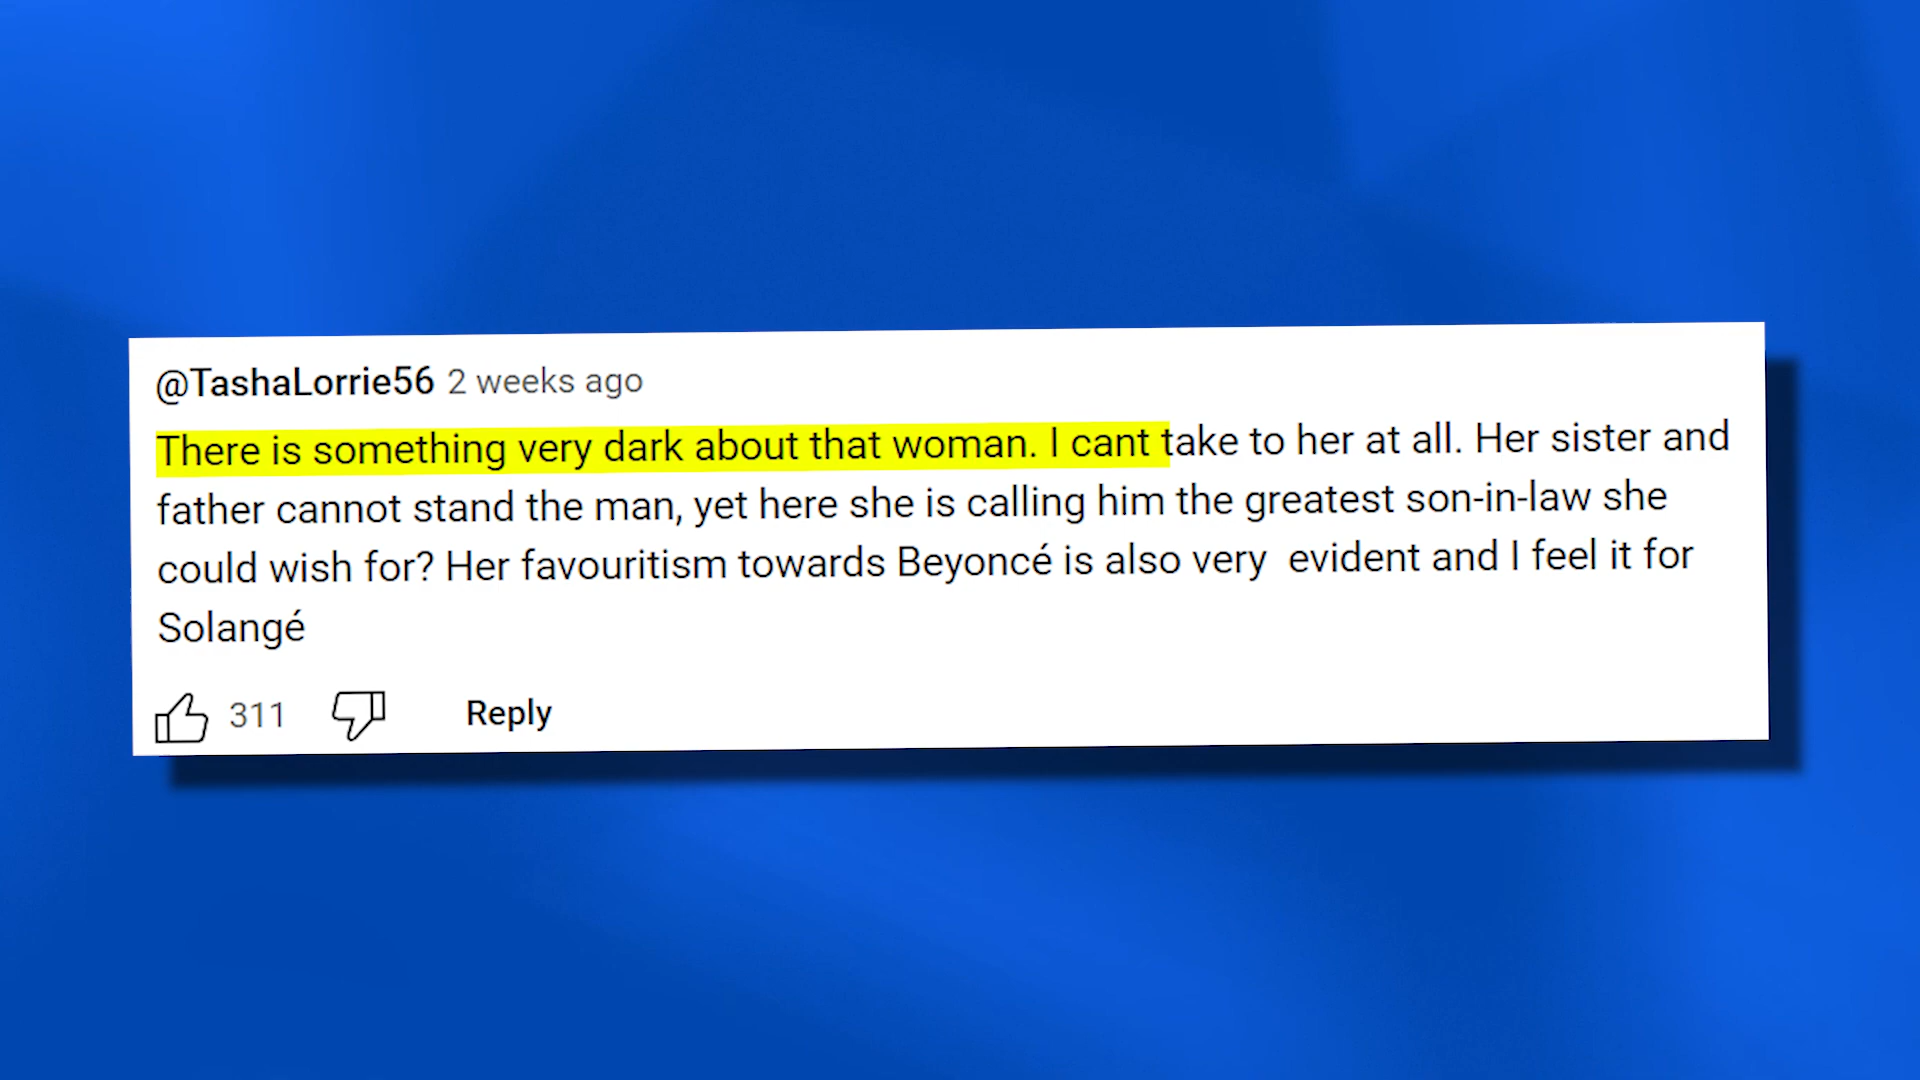 @TashaLorrie56 2 weeks ago
There is something very dark about that woman. I cant take to her at all. Her sister and
father cannot stand the man, yet here she is calling him the greatest son-in-law she
could wish for? Her favouritism towards Beyoncé is also very  evident and I feel it for
Solangé
311 Reply